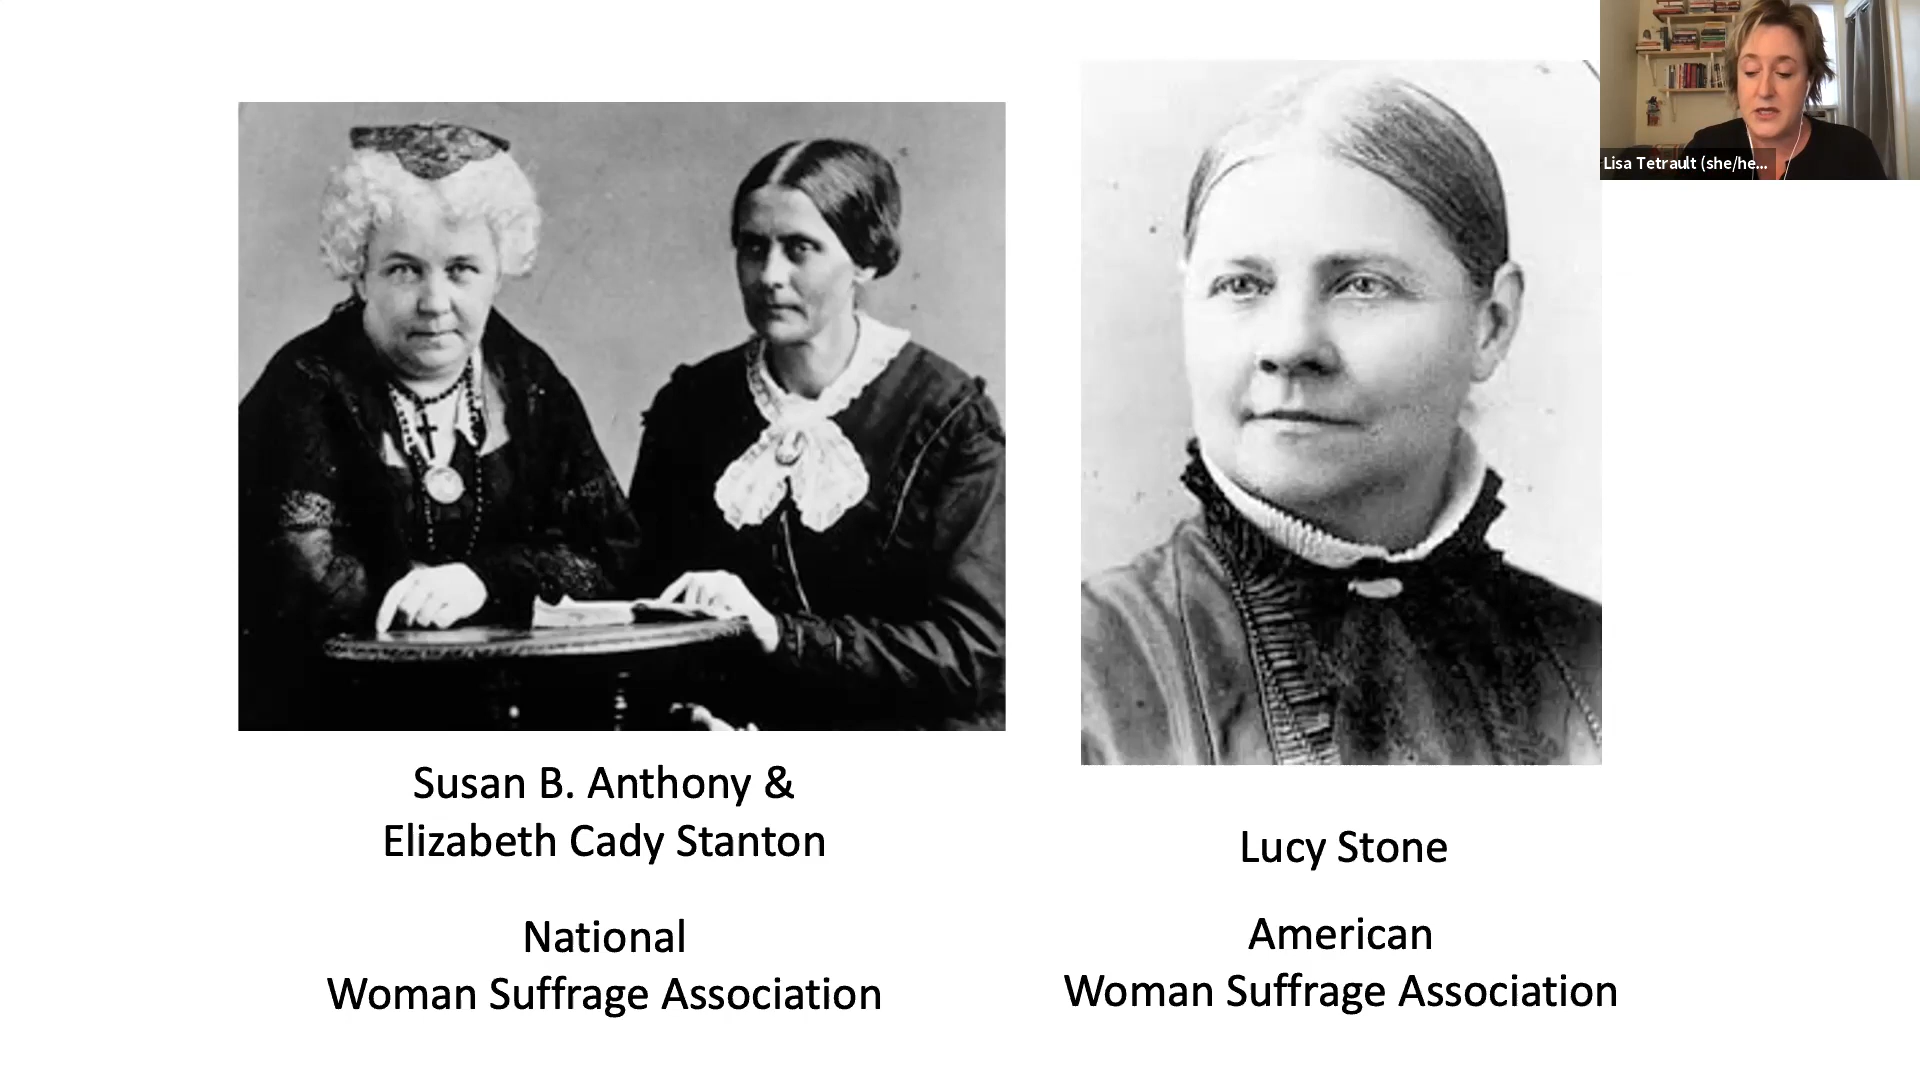 Lisa Tetrault (she/he...
Susan B. Anthony &
Elizabeth Cady Stanton
National
Woman Suffrage Association
Lucy Stone
American
Woman Suffrage Association